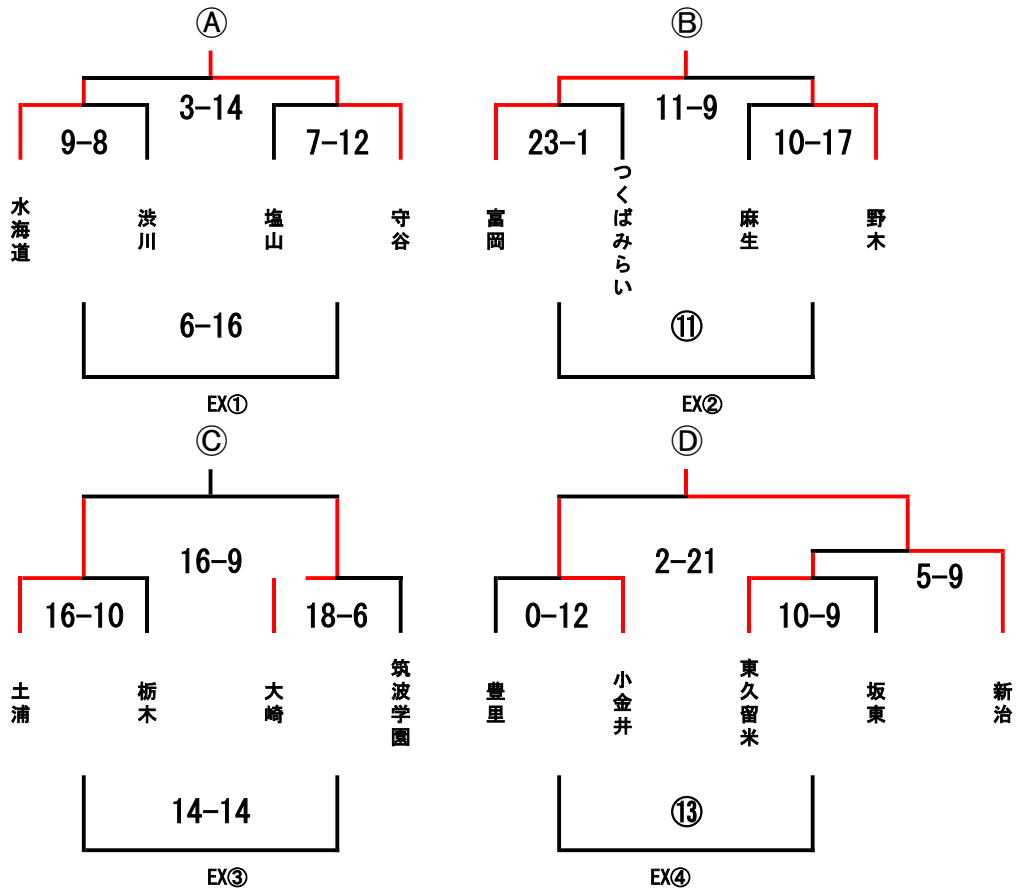 Ⓐ
3-14
9-8
7-12
水海道
渋川
塩山
守谷
6-16
EX①
Ⓑ
11-9
23-1
10-17
富岡
つくばみらい
麻生
野木
⑪
EX②
Ⓒ
16-9
16-10
18-6
土浦
栃木
大崎
筑波学園
14-14
EX③
Ⓓ
2-21
5-9
0-12
10-9
豊里
小金井
東久留米
坂東
新治
⑬
EX④